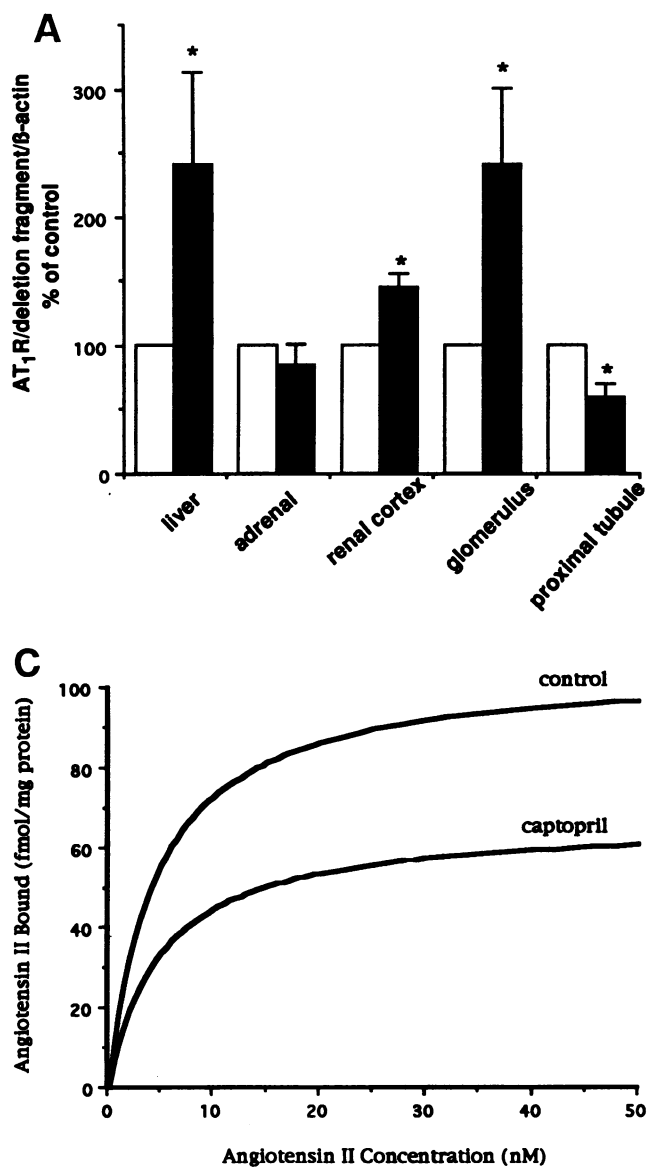 A
AT1R/deletion fragment/ß-actin
% of control
300
200
100
0
*
*
*
*
liver
adrenal
renal cortex
glomerulus
proximal tubule
C
Angiotensin II Bound (fmol/mg protein)
100
80
60
40
20
0
control
captopril
0 10 20 30 40 50
Angiotensin II Concentration (nM)